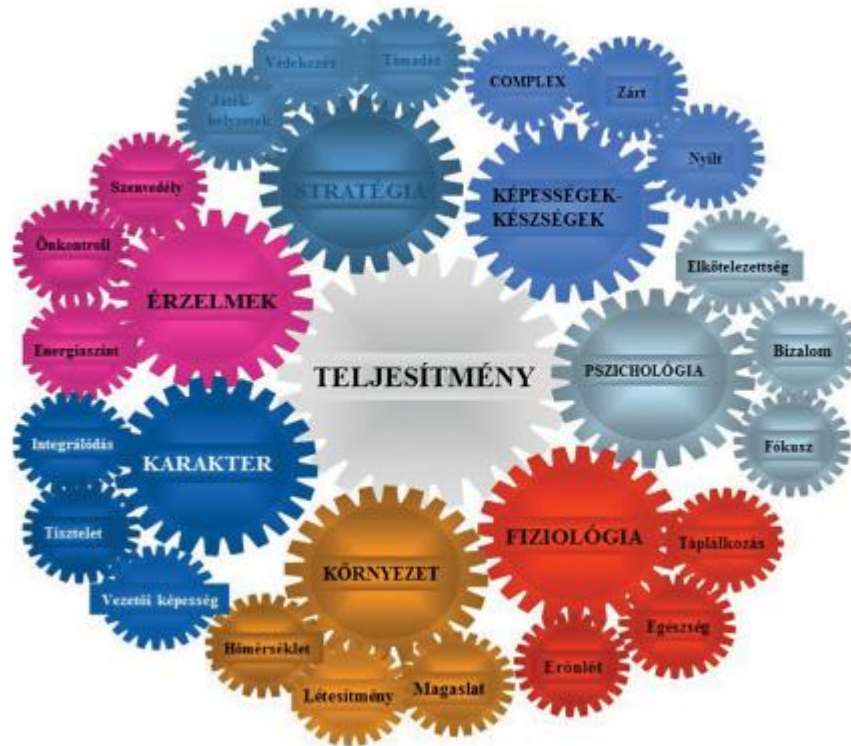 Védekezés
Támadás
Játék
helyzetek
STRATÉGIA
COMPLEX
Zárt
Nyílt
KÉPESSÉGEK-
KÉSZSÉGEK
Szenvedély
Önkontroll
Energiaszint
ÉRZELMEK
Elkötelezettség
Bizalom
Fókusz
PSZICHOLÓGIA
TELJESÍTMÉNY
Integrálódás
Tisztelet
Vezetői képesség
KARAKTER
KÖRNYEZET
Hőmérséklet
Létesítmény
Magaslat
FIZIOLÓGIA
Táplálkozás
Egészség
Erőnlét